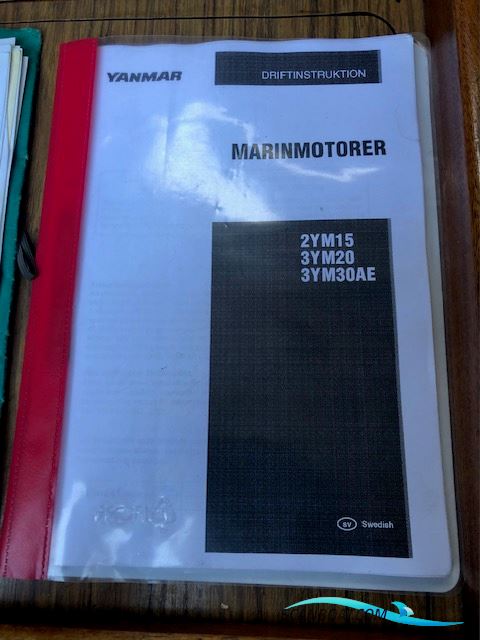 YANMAR
DRIFTINSTRUKTION
MARINMOTORER
2YM15
3YM20
3YM30AE
SV Swedish